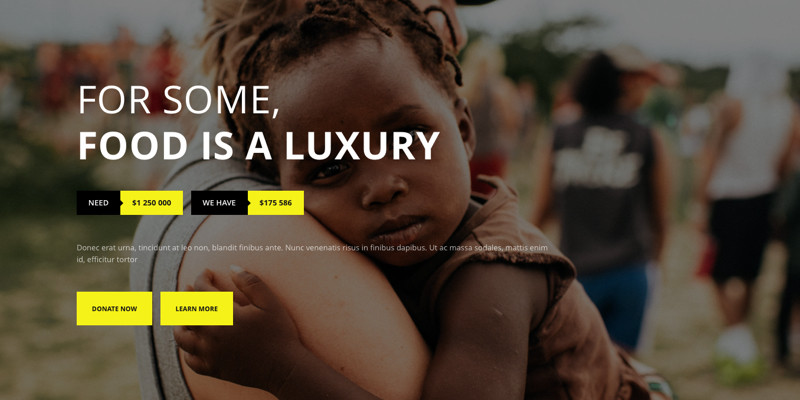 FOR SOME,
FOOD IS A LUXURY
NEED $1 250 000 WE HAVE $175 586
Donec erat urna, tincidunt at leo non, blandit finibus ante. Nunc venenatis risus in finibus dapibus. Ut ac massa sodales, mattis enim
id, efficitur tortor
DONATE NOW LEARN MORE